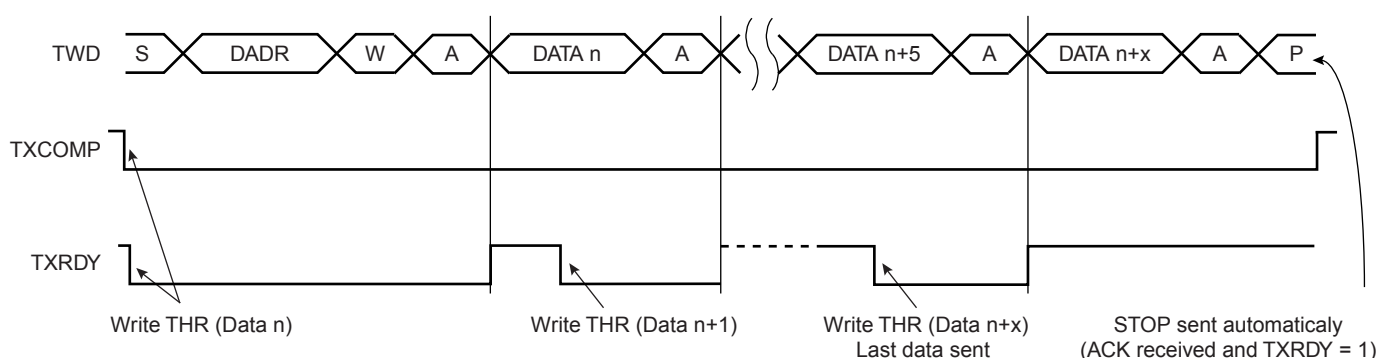 TWD S DADR W A DATA n A DATA n+5 A DATA n+x A P
TXCOMP
TXRDY
Write THR (Data n)
Write THR (Data n+1)
Write THR (Data n+x)
Last data sent
STOP sent automaticaly
(ACK received and TXRDY = 1)